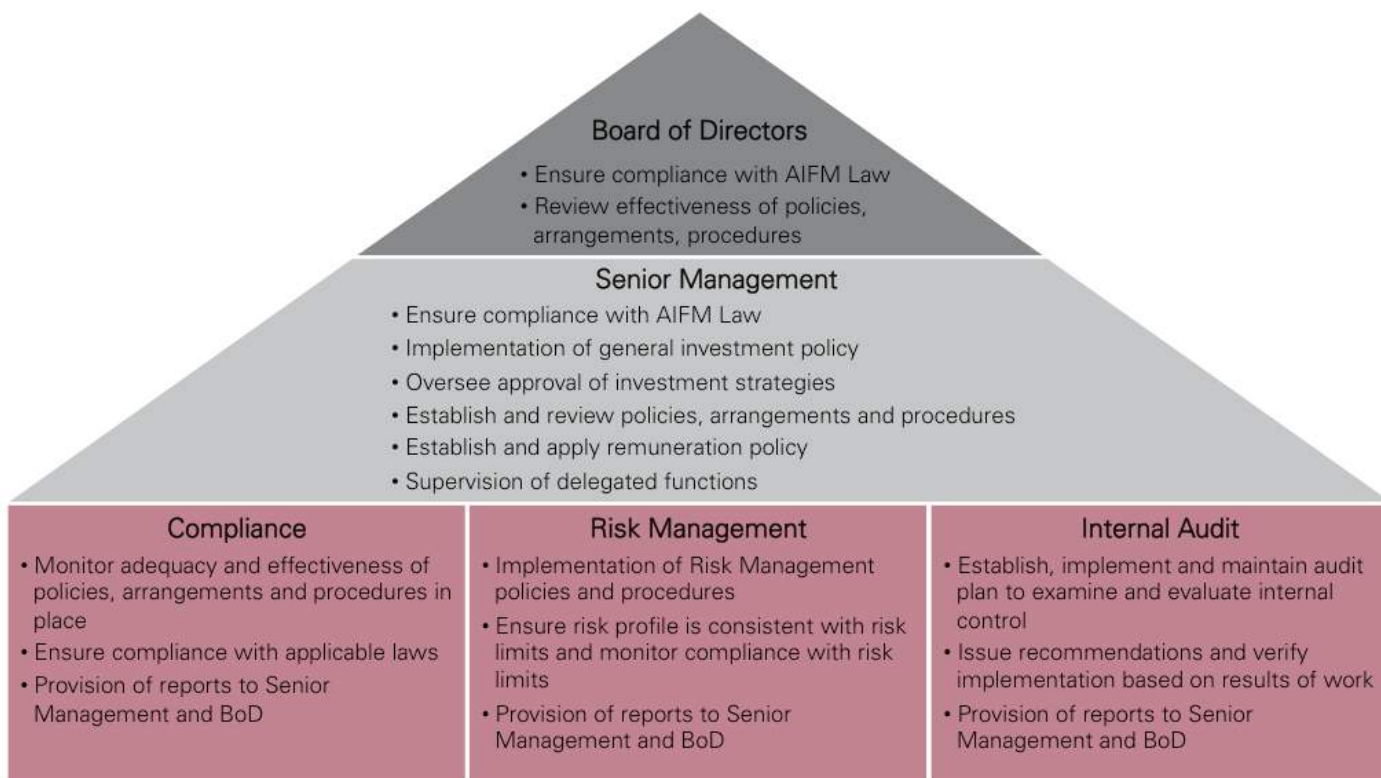 Board of Directors
• Ensure compliance with AIFM Law
• Review effectiveness of policies,
arrangements, procedures
Senior Management
• Ensure compliance with AIFM Law
• Implementation of general investment policy
• Oversee approval of investment strategies
• Establish and review policies, arrangements and procedures
• Establish and apply remuneration policy
• Supervision of delegated functions
Compliance
• Monitor adequacy and effectiveness of
policies, arrangements and procedures in
place
• Ensure compliance with applicable laws
• Provision of reports to Senior
Management and BoD
Risk Management
• Implementation of Risk Management
policies and procedures
• Ensure risk profile is consistent with risk
limits and monitor compliance with risk
limits
• Provision of reports to Senior
Management and BoD
Internal Audit
• Establish, implement and maintain audit
plan to examine and evaluate internal
control
• Issue recommendations and verify
implementation based on results of work
• Provision of reports to Senior
Management and BoD